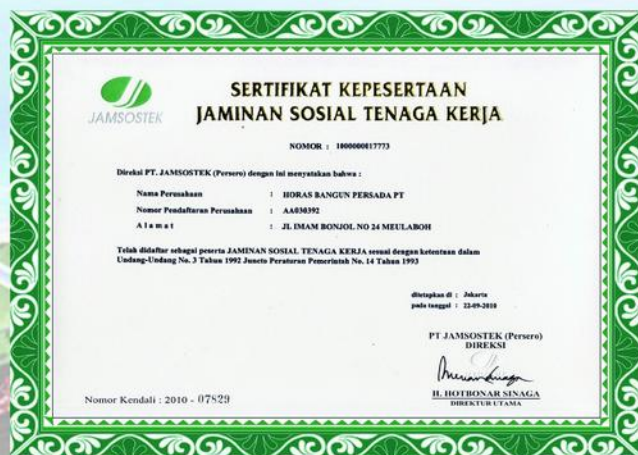 JAMSOSTEK
SERTIFIKAT KEPESERTAAN
JAMINAN SOSIAL TENAGA KERJA
NOMOR : 1000000017773
Direksi PT. JAMSOSTEK (Persero) dengan ini menyatakan bahwa :
Nama Perusahaan : HORAS BANGUN PERSADA PT
Nomor Pendaftaran Perusahaan : AA030392
A l a m a t : JL IMAM BONJOL NO 24 MEULABOH
Telah didaftar sebagai peserta JAMINAN SOSIAL TENAGA KERJA sesuai dengan ketentuan dalam
Undang-Undang No. 3 Tahun 1992 Juncto Peraturan Pemerintah No. 14 Tahun 1993
ditetapkan di : Jakarta
pada tanggal : 22-09-2010
PT JAMSOSTEK (Persero)
DIREKSI
H. HOTBONAR SINAGA
DIREKTUR UTAMA
Nomor Kendali : 2010 - 07829